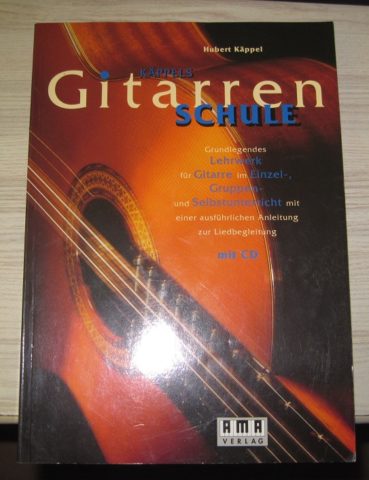 Hubert Käppel
KÄPPELS
Gitarren
SCHULE
Grundlegendes
Lehrwerk
für Gitarre im Einzel-,
Gruppen-
und Selbstunterricht mit
einer ausführlichen Anleitung
zur Liedbegleitung
mit CD
AMA
VERLAG